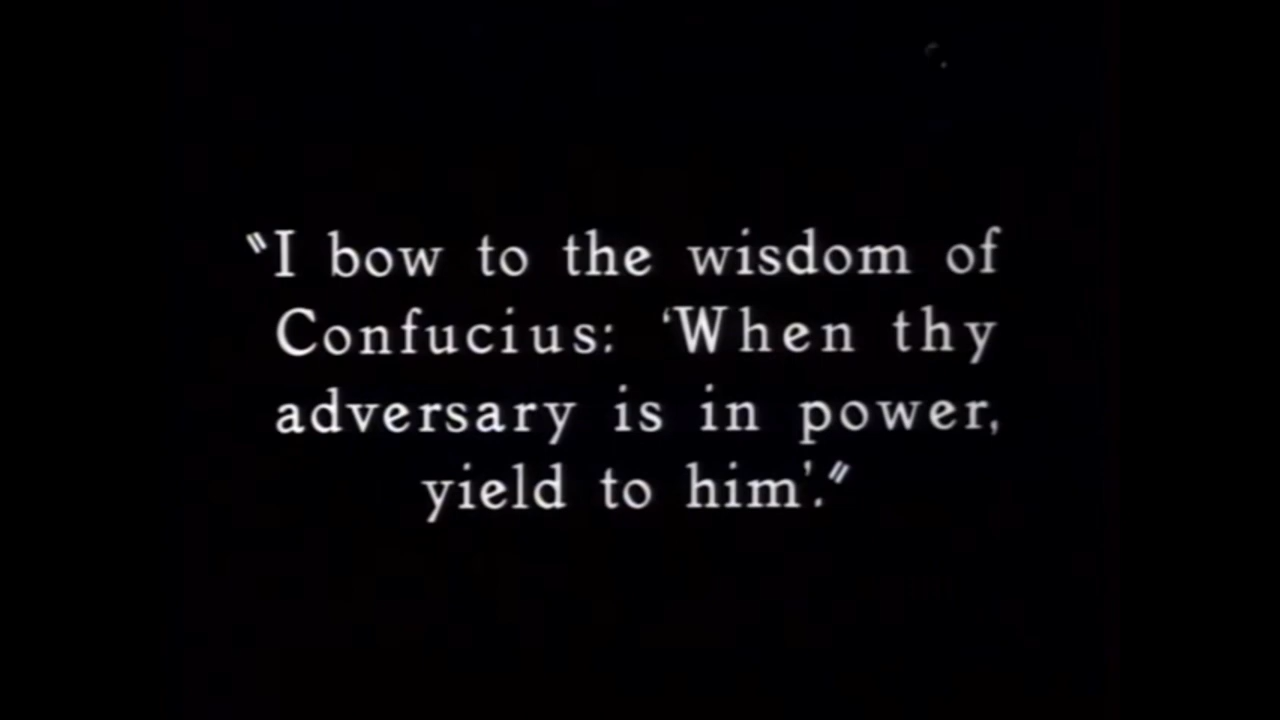 "I bow to the wisdom of
Confucius: 'When thy
adversary is in power,
yield to him'."